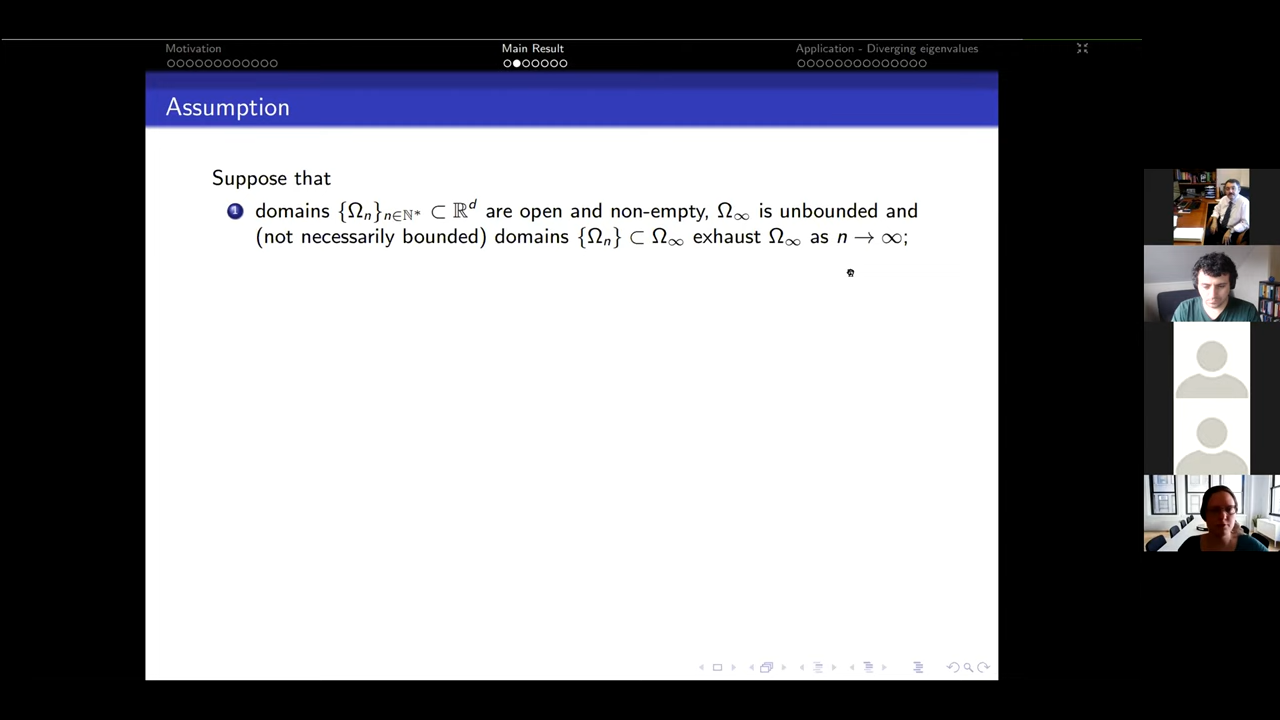 Motivation Main Result Application - Diverging eigenvalues
Assumption
Suppose that
1 domains {Ωₙ}ₙ∈ℕ* ⊂ ℝᵈ are open and non-empty, Ω∞ is unbounded and
(not necessarily bounded) domains {Ωₙ} ⊂ Ω∞ exhaust Ω∞ as n → ∞;